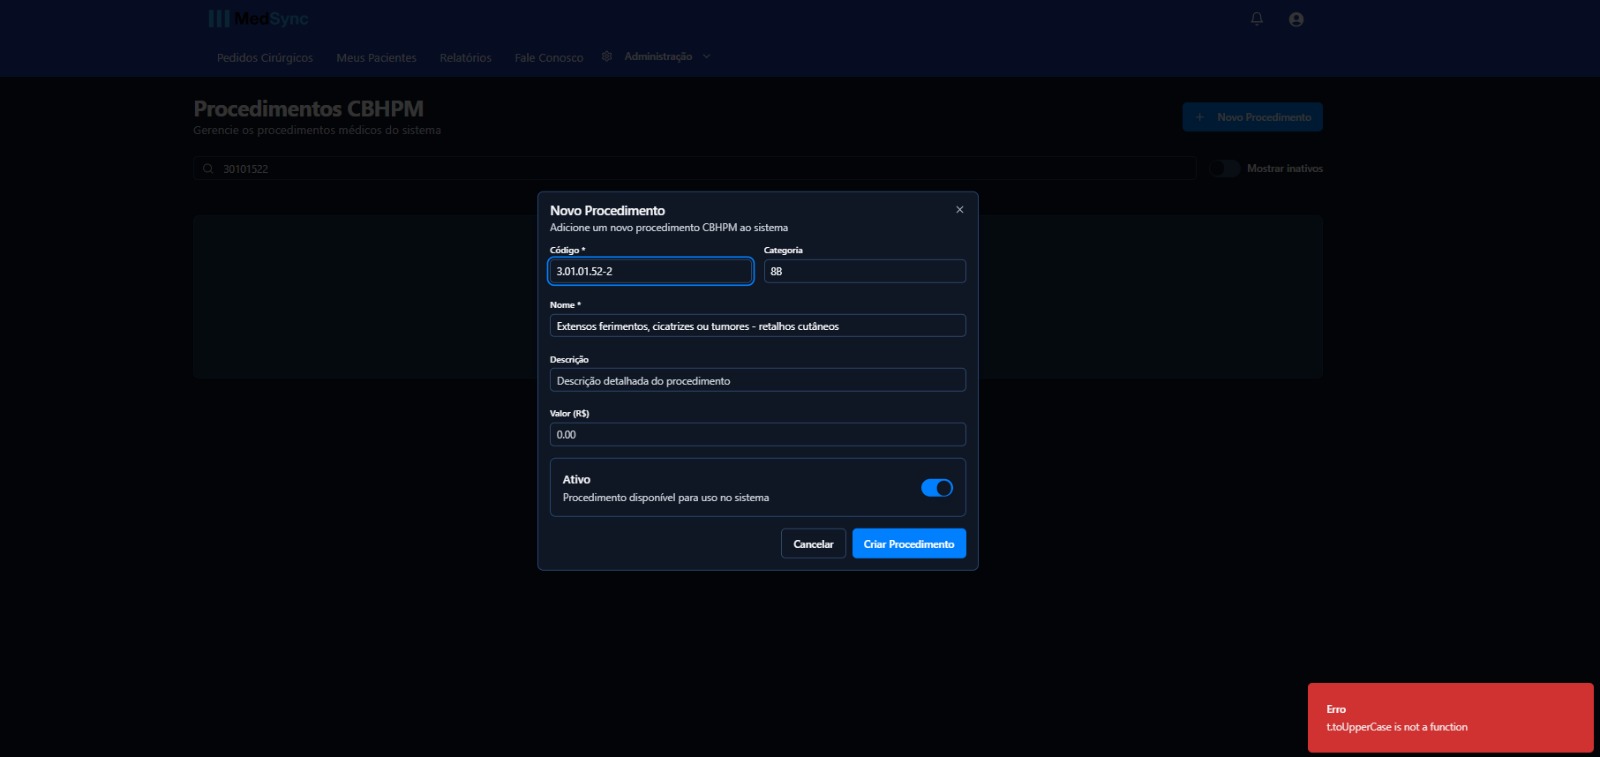 MedSync
Pedidos Cirúrgicos Meus Pacientes Relatórios Fale Conosco Administração
Procedimentos CBHPM
Gerencie os procedimentos médicos do sistema
+ Novo Procedimento
30101522
Mostrar inativos
Novo Procedimento
Adicione um novo procedimento CBHPM ao sistema
Código * Categoria
3.01.01.52-2 8B
Nome *
Extensos ferimentos, cicatrizes ou tumores - retalhos cutâneos
Descrição
Descrição detalhada do procedimento
Valor (R$)
0.00
Ativo
Procedimento disponível para uso no sistema
Cancelar Criar Procedimento
Erro
t.toUpperCase is not a function